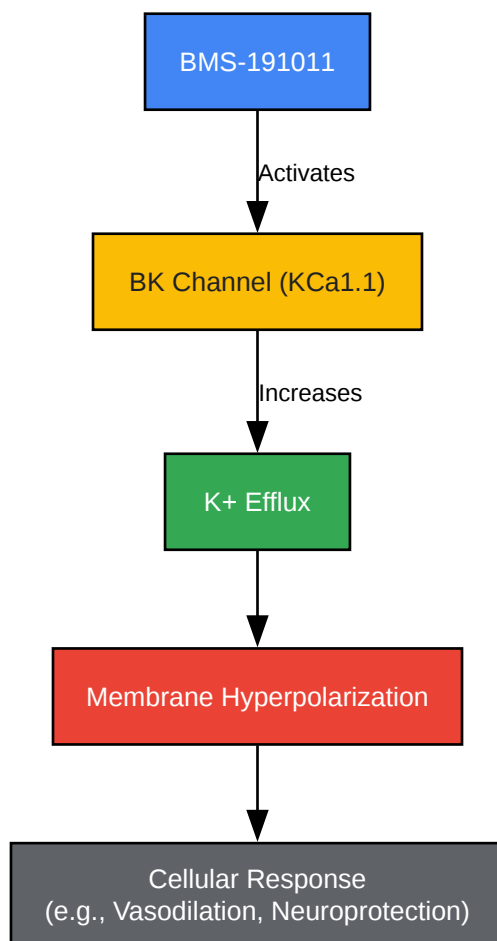 BMS-191011
Activates
BK Channel (KCa1.1)
Increases
K+ Efflux
Membrane Hyperpolarization
Cellular Response
(e.g., Vasodilation, Neuroprotection)